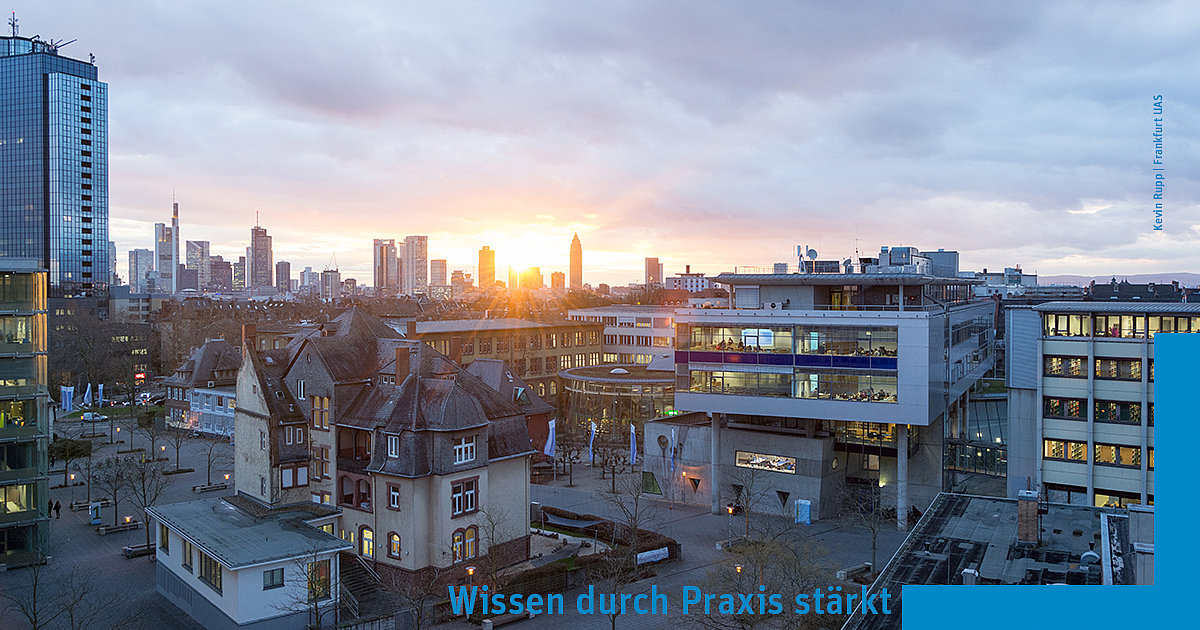 Kevin Rupp | Frankfurt UAS
Wissen durch Praxis stärkt